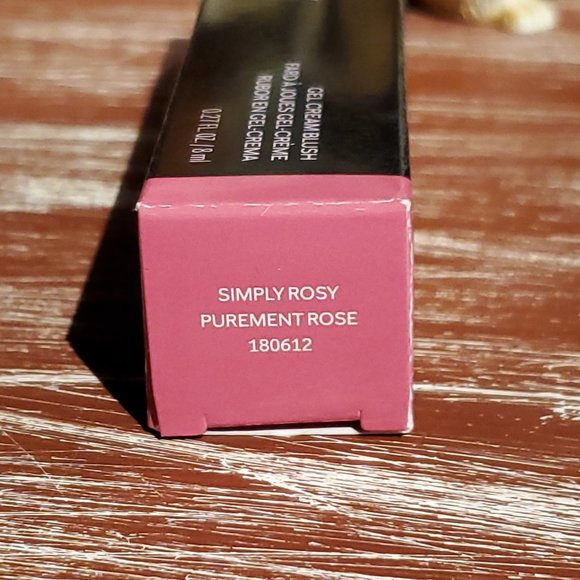 GEL CREAM BLUSH
FARD À JOUES GEL-CRÈME
RUBOR EN GEL-CREMA
0.27 FL OZ / 8 ml
SIMPLY ROSY
PUREMENT ROSE
180612